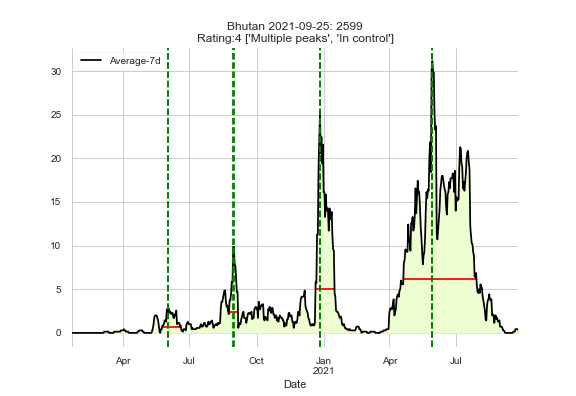 Bhutan 2021-09-25: 2599
Rating:4 ['Multiple peaks', 'In control']
Average-7d
30
25
20
15
10
5
0
Apr
Jul
Oct
Jan
2021
Apr
Jul
Date